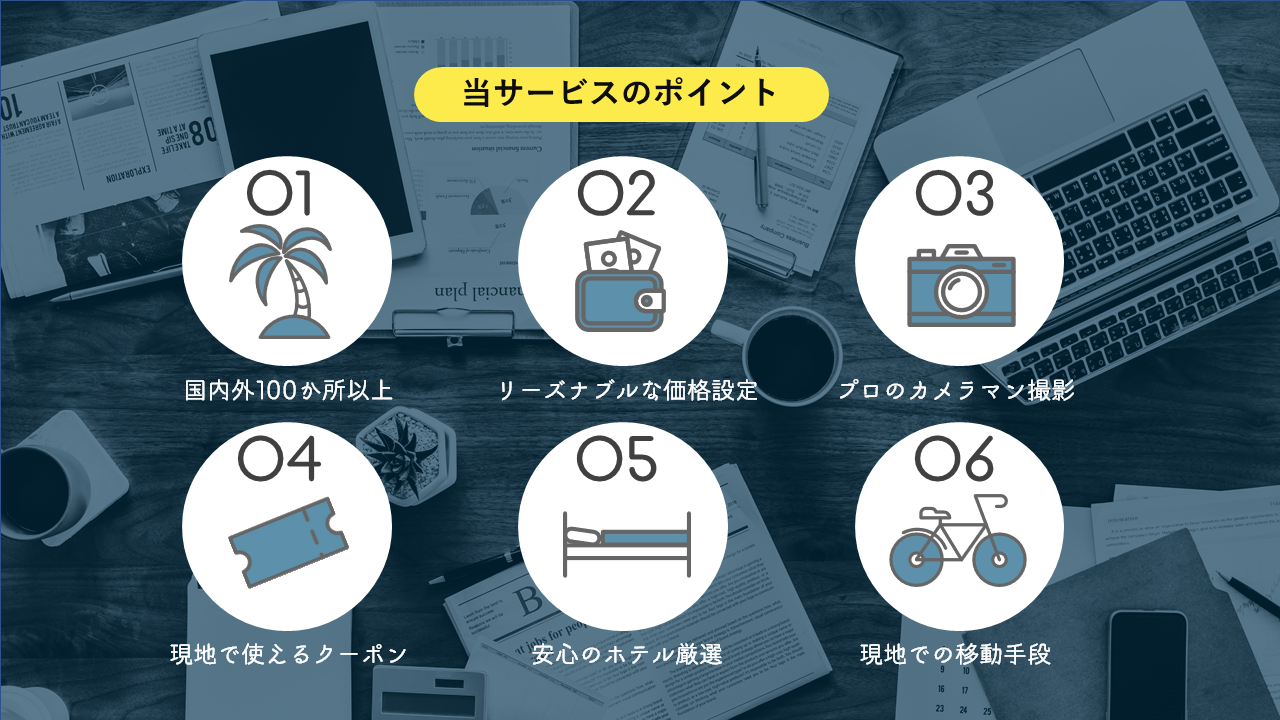 当サービスのポイント
01
02
03
国内外100か所以上
リーズナブルな価格設定
プロのカメラマン撮影
04
05
06
現地で使えるクーポン
安心のホテル厳選
現地での移動手段